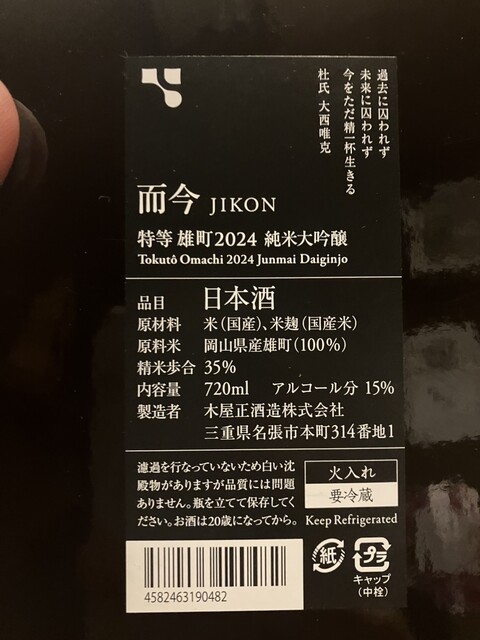 過去に囚われず
未来に囚われず
今をただ精一杯生きる
杜氏 大西唯克
而今 JIKON
特等 雄町2024 純米大吟醸
Tokutô Omachi 2024 Junmai Daiginjo
品目 日本酒
原材料 米(国産)、米麹(国産米)
原料米 岡山県産雄町(100%)
精米歩合 35%
内容量 720ml アルコール分 15%
製造者 木屋正酒造株式会社
三重県名張市本町314番地1
濾過を行なっていないため白い沈
殿物がありますが品質には問題
ありません。瓶を立てて保存してく
ださい。お酒は20歳になってから。
火入れ
要冷蔵
Keep Refrigerated
紙
プラ
キャップ
(中栓)
4582463190482